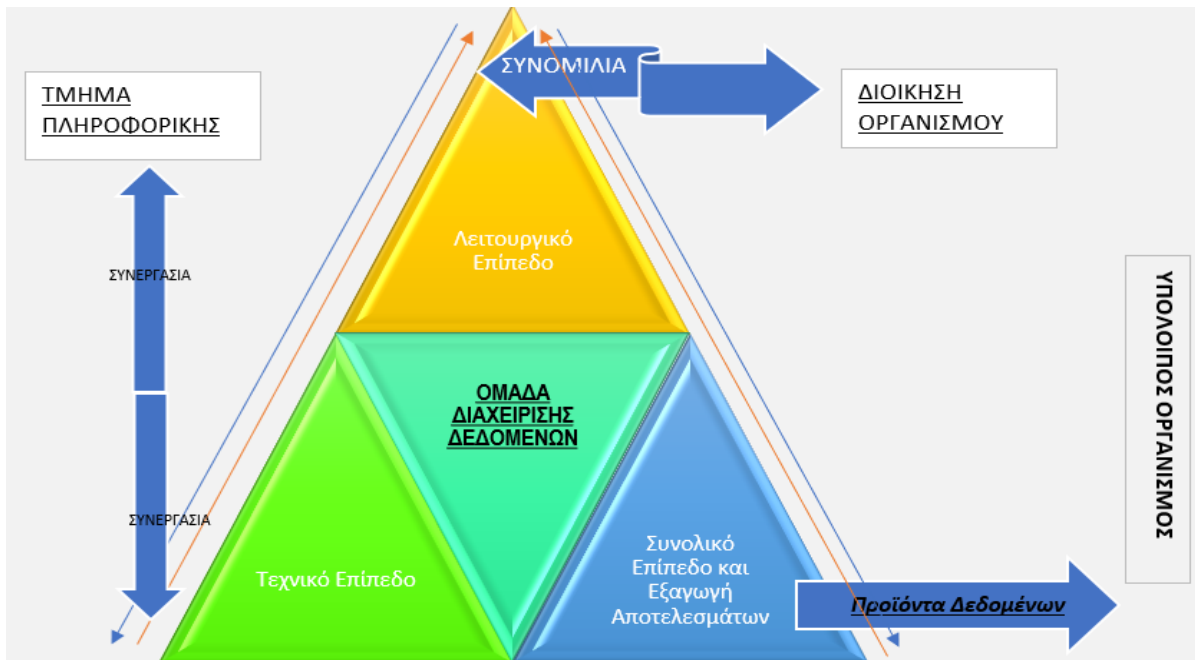 ΣΥΝΟΜΙΛΙΑ
ΤΜΗΜΑ
ΠΛΗΡΟΦΟΡΙΚΗΣ
ΔΙΟΙΚΗΣΗ
ΟΡΓΑΝΙΣΜΟΥ
Λειτουργικό
Επίπεδο
ΣΥΝΕΡΓΑΣΙΑ
ΥΠΟΛΟΙΠΟΣ ΟΡΓΑΝΙΣΜΟΣ
ΟΜΑΔΑ
ΔΙΑΧΕΙΡΙΣΗΣ
ΔΕΔΟΜΕΝΩΝ
ΣΥΝΕΡΓΑΣΙΑ
Τεχνικό Επίπεδο
Συνολικό
Επίπεδο και
Εξαγωγή
Αποτελεσμάτων
Προϊόντα Δεδομένων